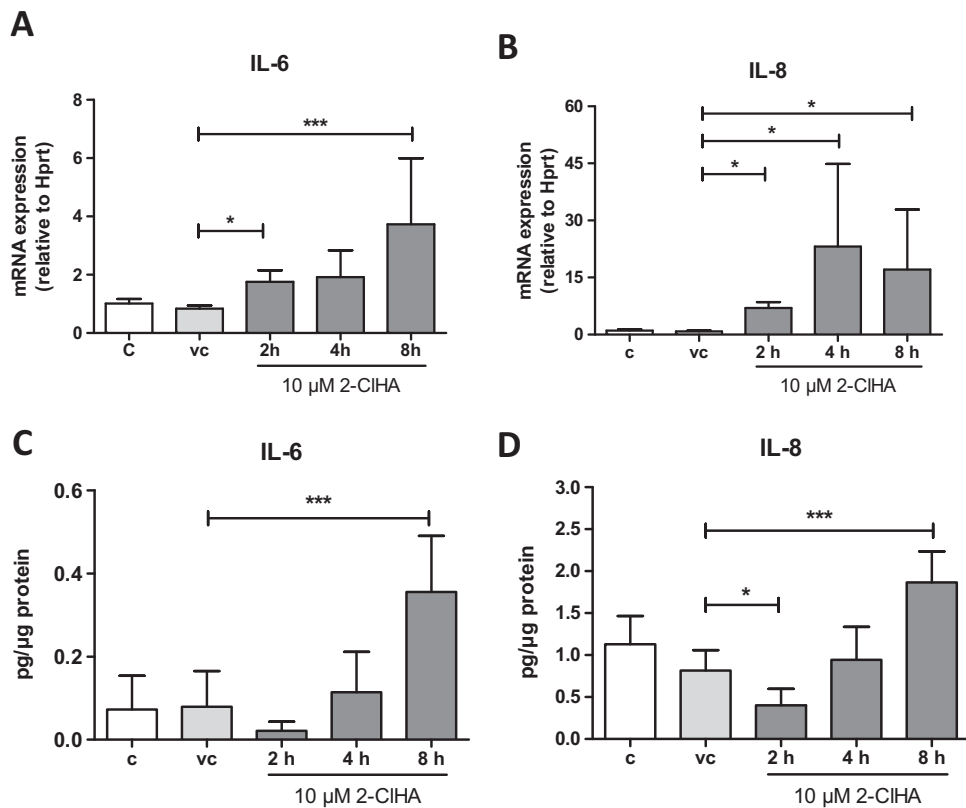 A
IL-6
mRNA expression
(relative to Hprt)
8
6
4
2
0
***
*
C
vc
2h
4h
8h
10 µM 2-ClHA
B
IL-8
mRNA expression
(relative to Hprt)
60
45
30
15
0
*
*
*
c
vc
2 h
4 h
8 h
10 µM 2-ClHA
C
IL-6
pg/µg protein
0.6
0.4
0.2
0.0
***
c
vc
2 h
4 h
8 h
10 µM 2-ClHA
D
IL-8
pg/µg protein
3.0
2.5
2.0
1.5
1.0
0.5
0.0
***
*
c
vc
2 h
4 h
8 h
10 µM 2-ClHA